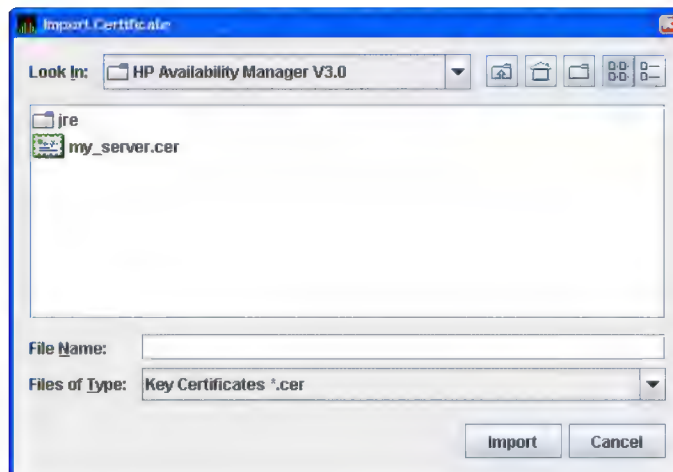 Import Certificate
Look In: HP Availability Manager V3.0
jre
my_server.cer
File Name:
Files of Type: Key Certificates *.cer
Import Cancel